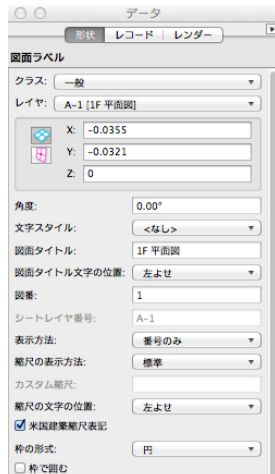 データ
形状 レコード レンダー
図面ラベル
クラス: 一般
レイヤ: A-1 [1F 平面図]
X: -0.0355
Y: -0.0321
Z: 0
角度: 0.00°
文字スタイル: <なし>
図面タイトル: 1F 平面図
図面タイトル文字の位置: 左よせ
図番: 1
シートレイヤ番号: A-1
表示方法: 番号のみ
縮尺の表示方法: 標準
カスタム縮尺:
縮尺の文字の位置: 左よせ
米国建築縮尺表記
枠の形式: 円
枠で囲む